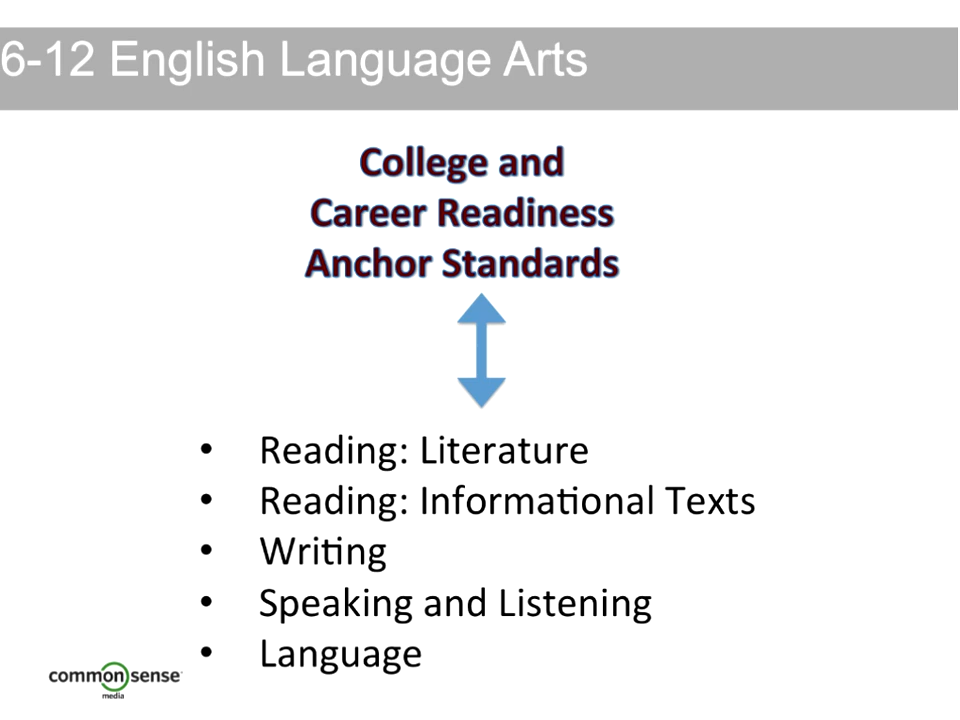 6-12 English Language Arts
College and
Career Readiness
Anchor Standards
• Reading: Literature
• Reading: Informational Texts
• Writing
• Speaking and Listening
• Language
common sense
media